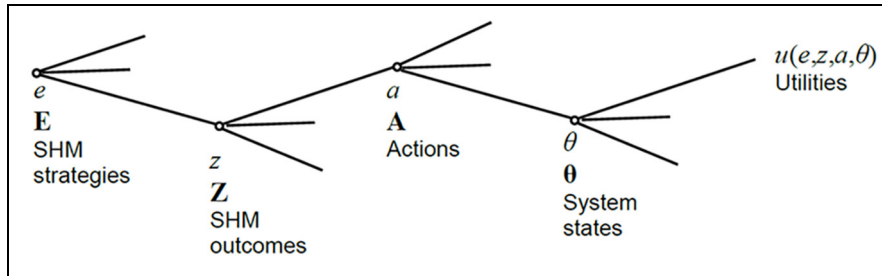 e
E
SHM
strategies
z
Z
SHM
outcomes
a
A
Actions
θ
θ
System
states
u(e,z,a,θ)
Utilities